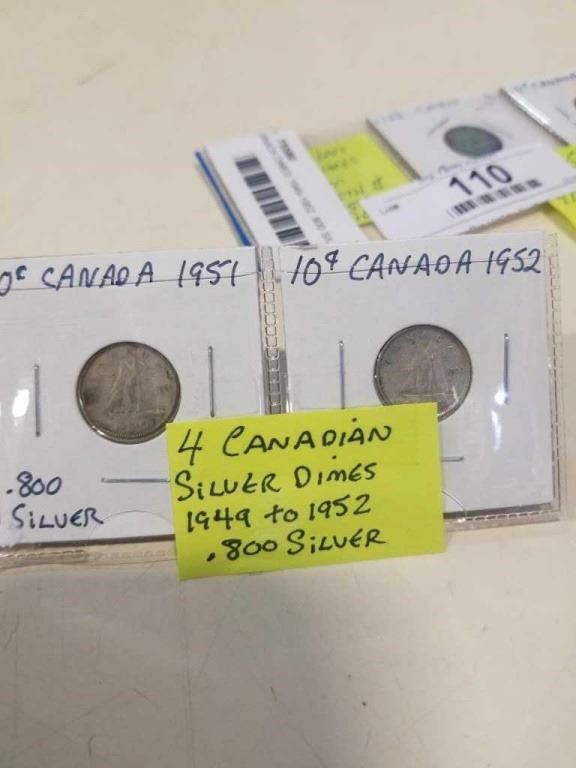 110
0¢ CANADA 1951
10¢ CANADA 1952
.800
SILVER
4 CANADIAN
SILVER DIMES
1949 to 1952
.800 SILVER